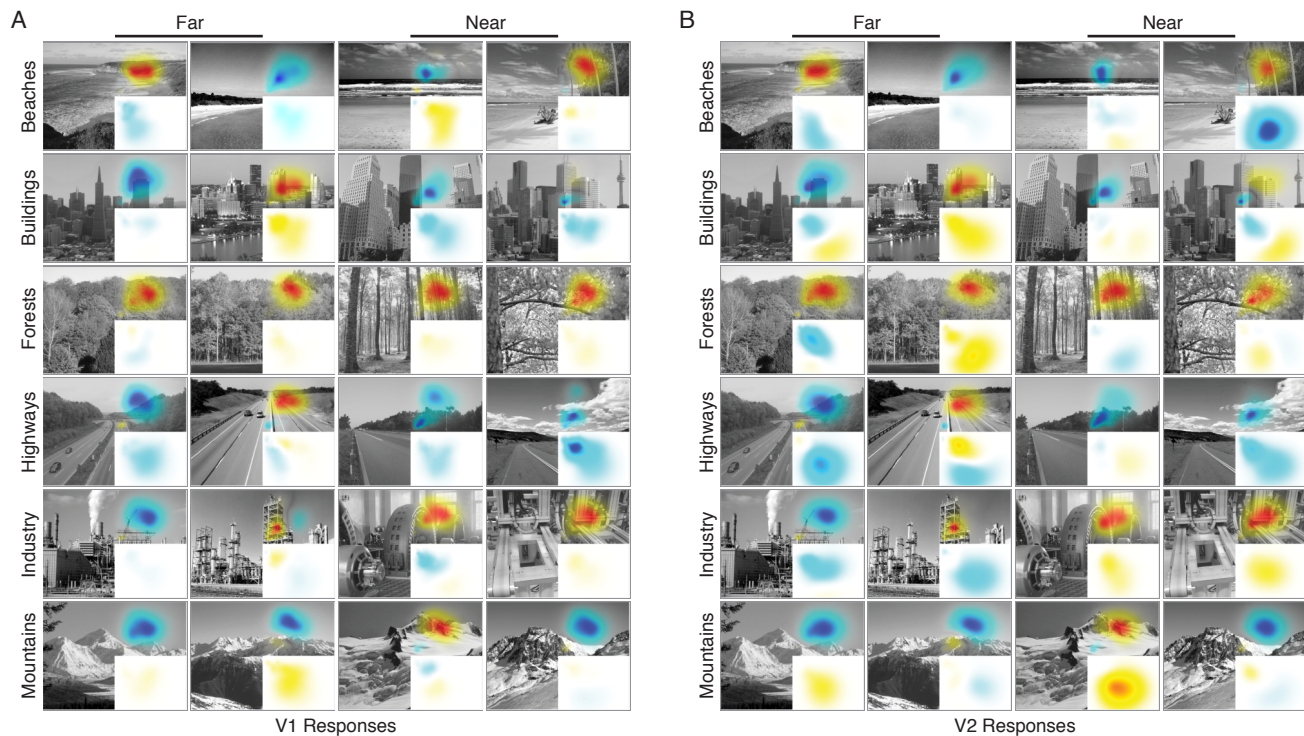 A
Far
Near
Beaches
Buildings
Forests
Highways
Industry
Mountains
V1 Responses
B
Far
Near
Beaches
Buildings
Forests
Highways
Industry
Mountains
V2 Responses